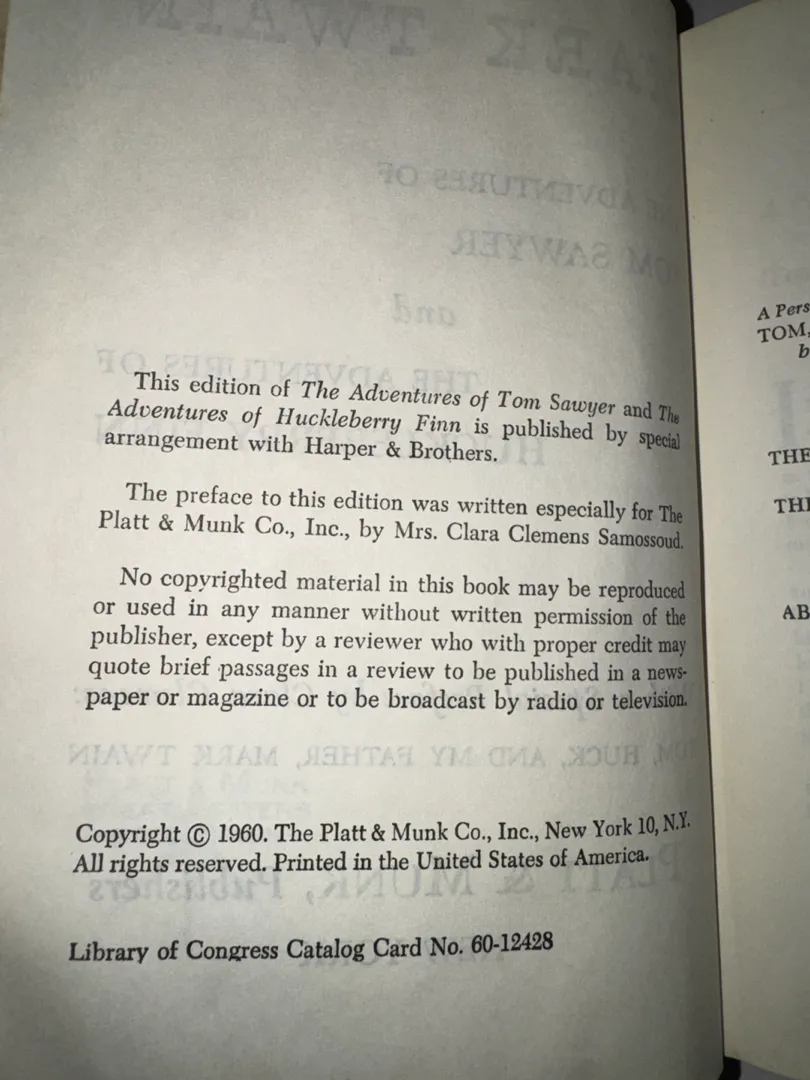 This edition of The Adventures of Tom Sawyer and The
Adventures of Huckleberry Finn is published by special
arrangement with Harper & Brothers.
The preface to this edition was written especially for The
Platt & Munk Co., Inc., by Mrs. Clara Clemens Samossoud.
No copyrighted material in this book may be reproduced
or used in any manner without written permission of the
publisher, except by a reviewer who with proper credit may
quote brief passages in a review to be published in a news-
paper or magazine or to be broadcast by radio or television.
Copyright © 1960. The Platt & Munk Co., Inc., New York 10, N.Y.
All rights reserved. Printed in the United States of America.
Library of Congress Catalog Card No. 60-12428
A Pers
TOM,
b
THE
THE
AB